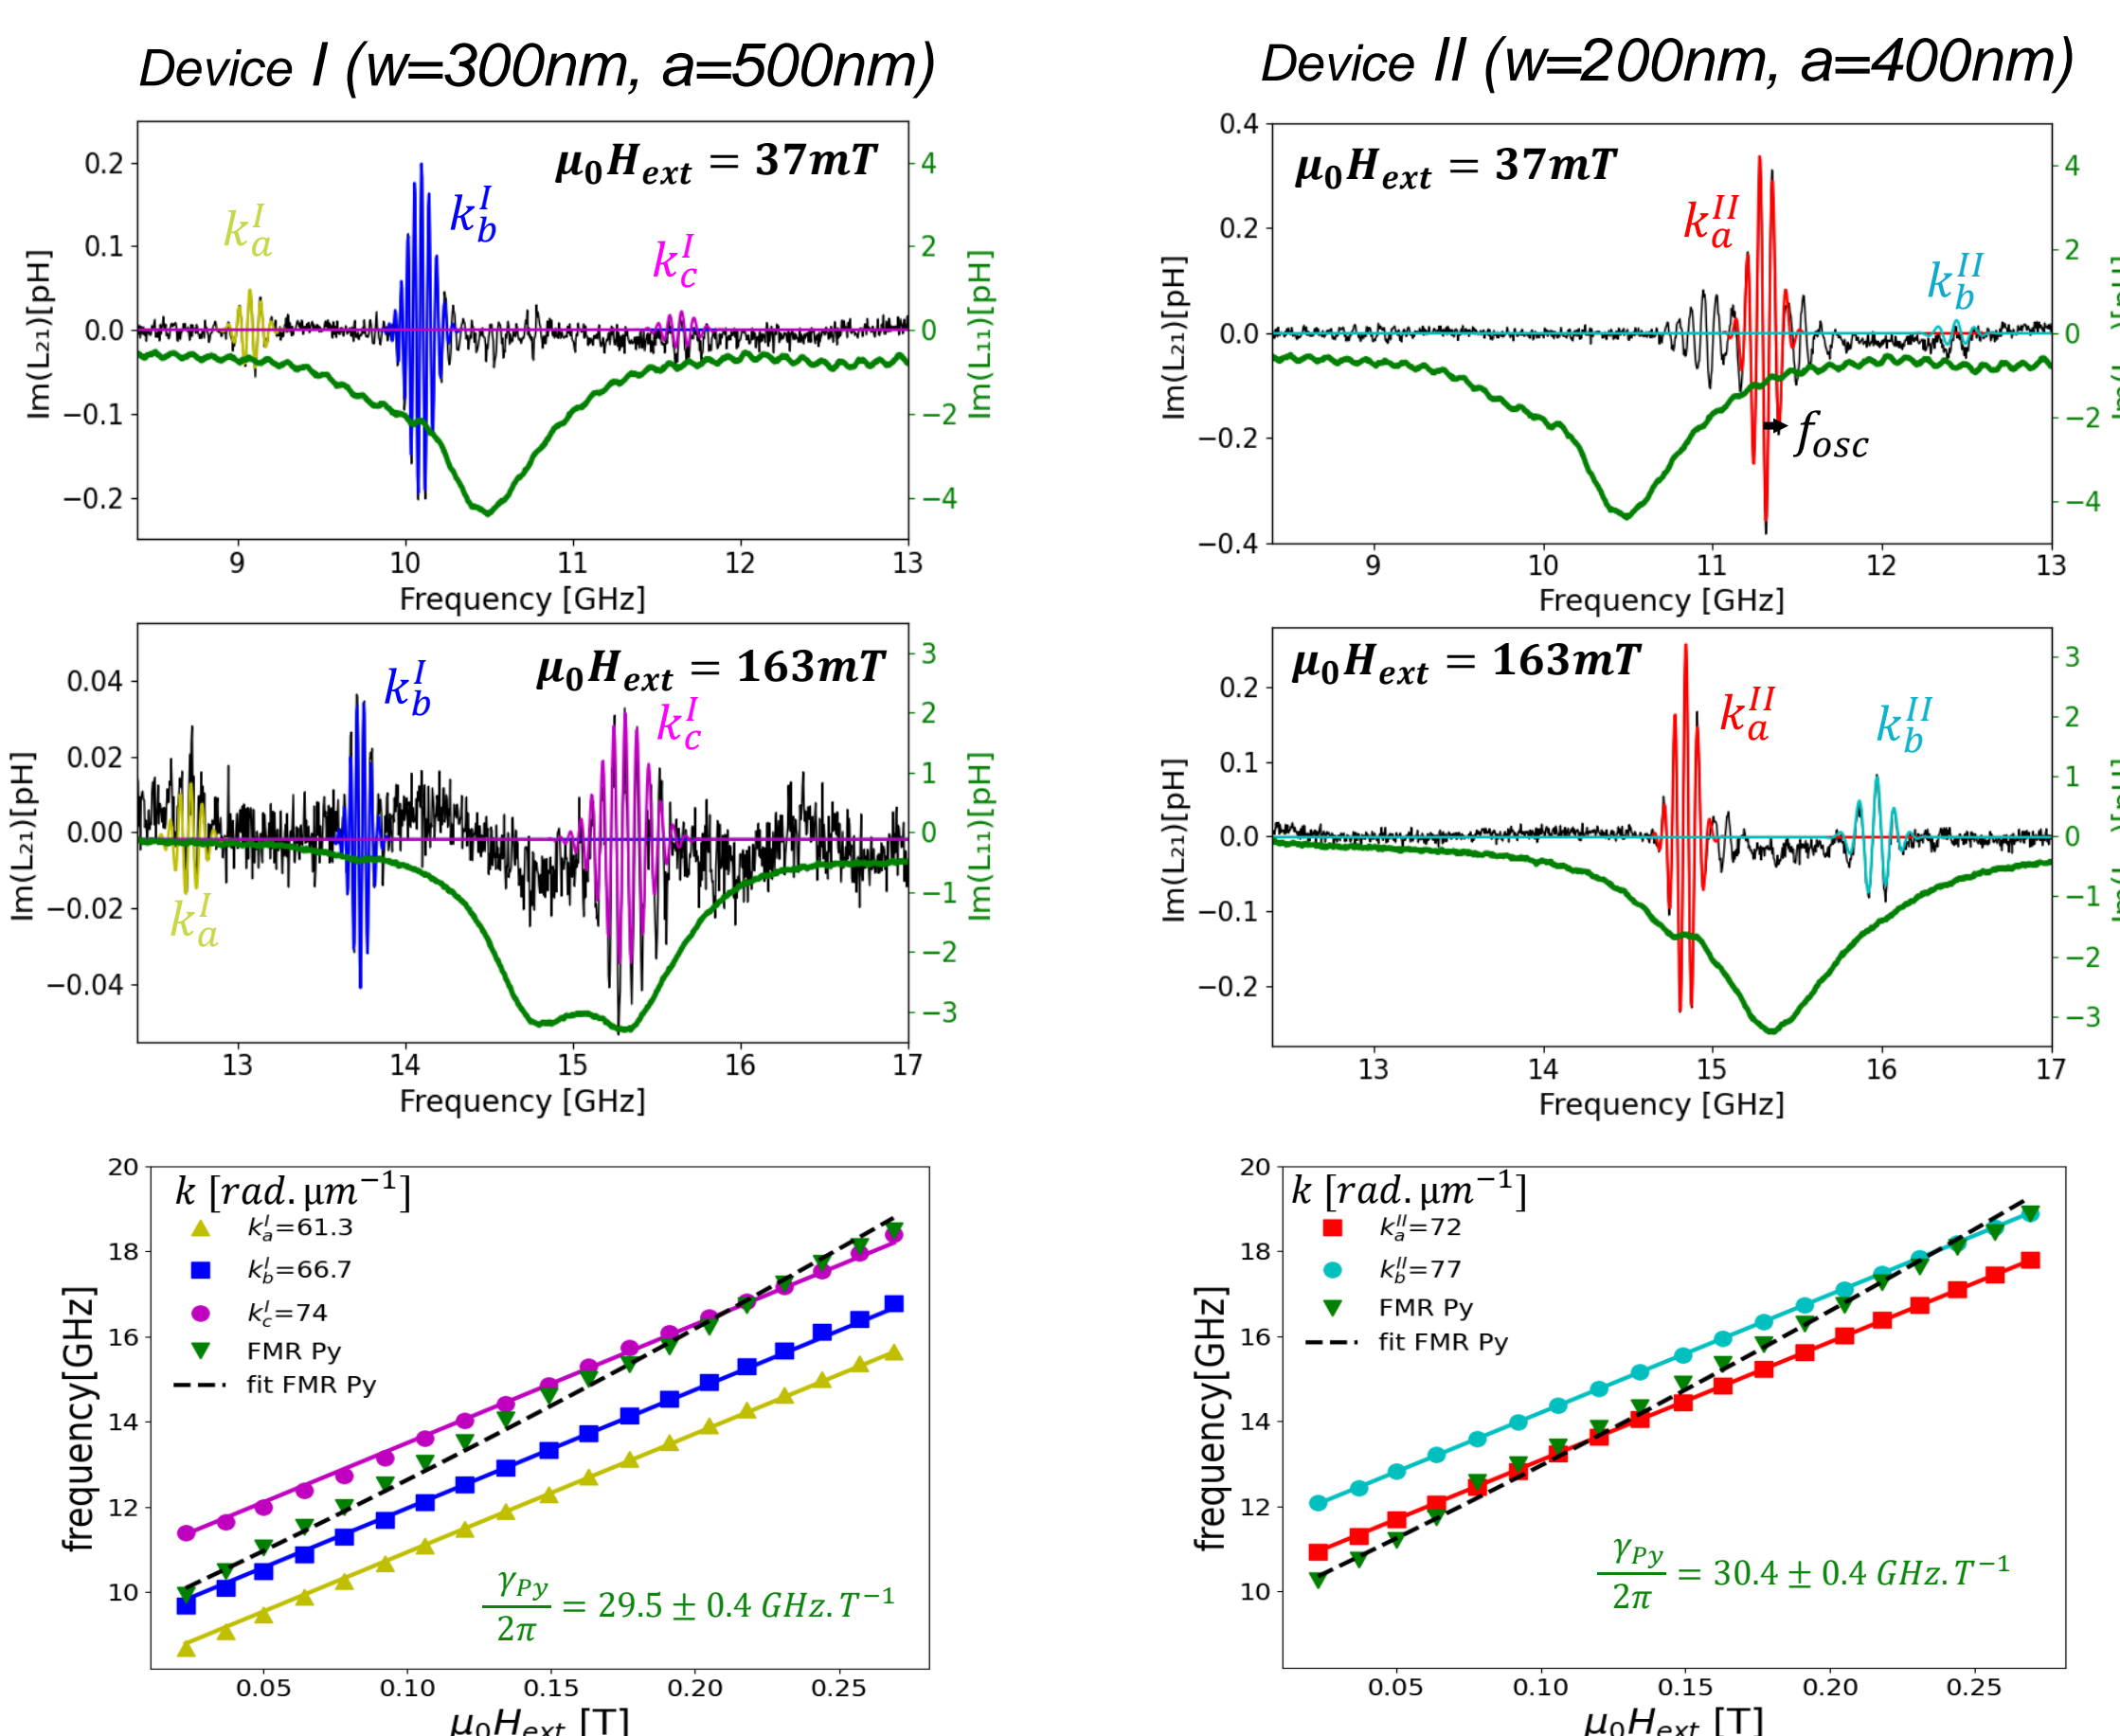 Device I (w=300nm, a=500nm)
μ₀Hₑₓₜ = 37mT
k_a^I
k_b^I
k_c^I
0.2
0.1
0.0
−0.1
−0.2
4
2
0
−2
−4
Im(L₂₁)[pH]
Im(L₁₁)[pH]
9 10 11 12 13
Frequency [GHz]
μ₀Hₑₓₜ = 163mT
k_b^I
k_c^I
k_a^I
0.04
0.02
0.00
−0.02
−0.04
3
2
1
0
−1
−2
−3
Im(L₂₁)[pH]
Im(L₁₁)[pH]
13 14 15 16 17
Frequency [GHz]
k [rad.μm⁻¹]
k_a^I=61.3
k_b^I=66.7
k_c^I=74
FMR Py
fit FMR Py
γ_Py/2π = 29.5 ± 0.4 GHz.T⁻¹
20
18
16
14
12
10
frequency[GHz]
0.05 0.10 0.15 0.20 0.25
μ₀Hₑₓₜ [T]
Device II (w=200nm, a=400nm)
μ₀Hₑₓₜ = 37mT
k_a^II
k_b^II
f_osc
0.4
0.2
0.0
−0.2
−0.4
4
2
0
−2
−4
Im(L₂₁)[pH]
9 10 11 12 13
Frequency [GHz]
μ₀Hₑₓₜ = 163mT
k_a^II
k_b^II
0.2
0.1
0.0
−0.1
−0.2
3
2
1
0
−1
−2
−3
Im(L₂₁)[pH]
13 14 15 16 17
Frequency [GHz]
k [rad.μm⁻¹]
k_a^II=72
k_b^II=77
FMR Py
fit FMR Py
γ_Py/2π = 30.4 ± 0.4 GHz.T⁻¹
20
18
16
14
12
10
frequency[GHz]
0.05 0.10 0.15 0.20 0.25
μ₀Hₑₓₜ [T]